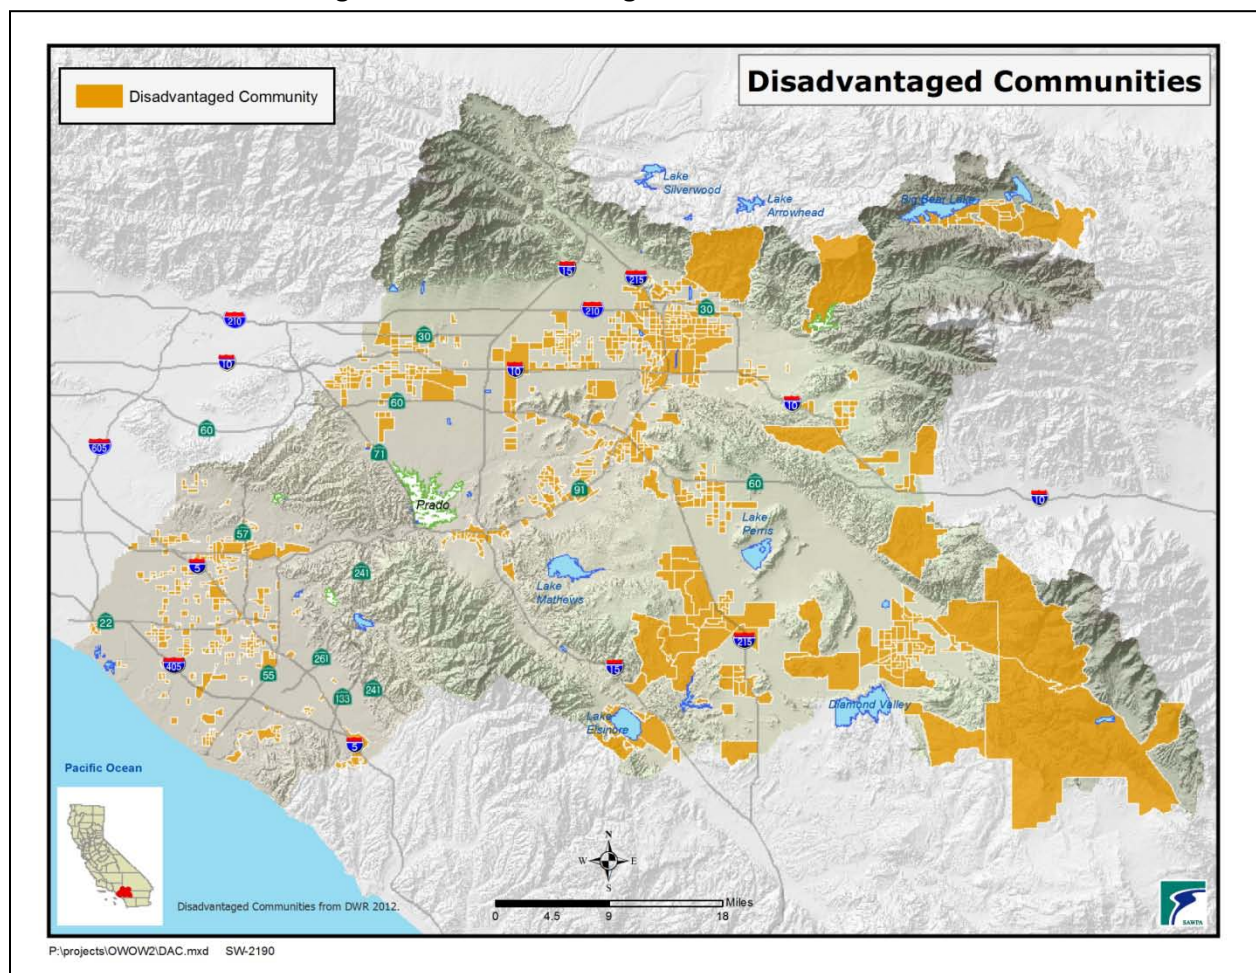 Disadvantaged Communities
Disadvantaged Community
Lake
Silverwood
Lake
Arrowhead
Big Bear Lake
15
215
210
30
210
30
10
10
60
10
60
605
71
91
60
10
Prado
Lake
Perris
57
5
241
Lake
Mathews
22
215
405
261
15
55
133
241
Diamond Valley
Lake
Elsinore
5
Pacific Ocean
N
W
E
S
Miles
0 4.5 9 18
Disadvantaged Communities from DWR 2012.
SAWPA
P:\projects\OWOW2\DAC.mxd SW-2190